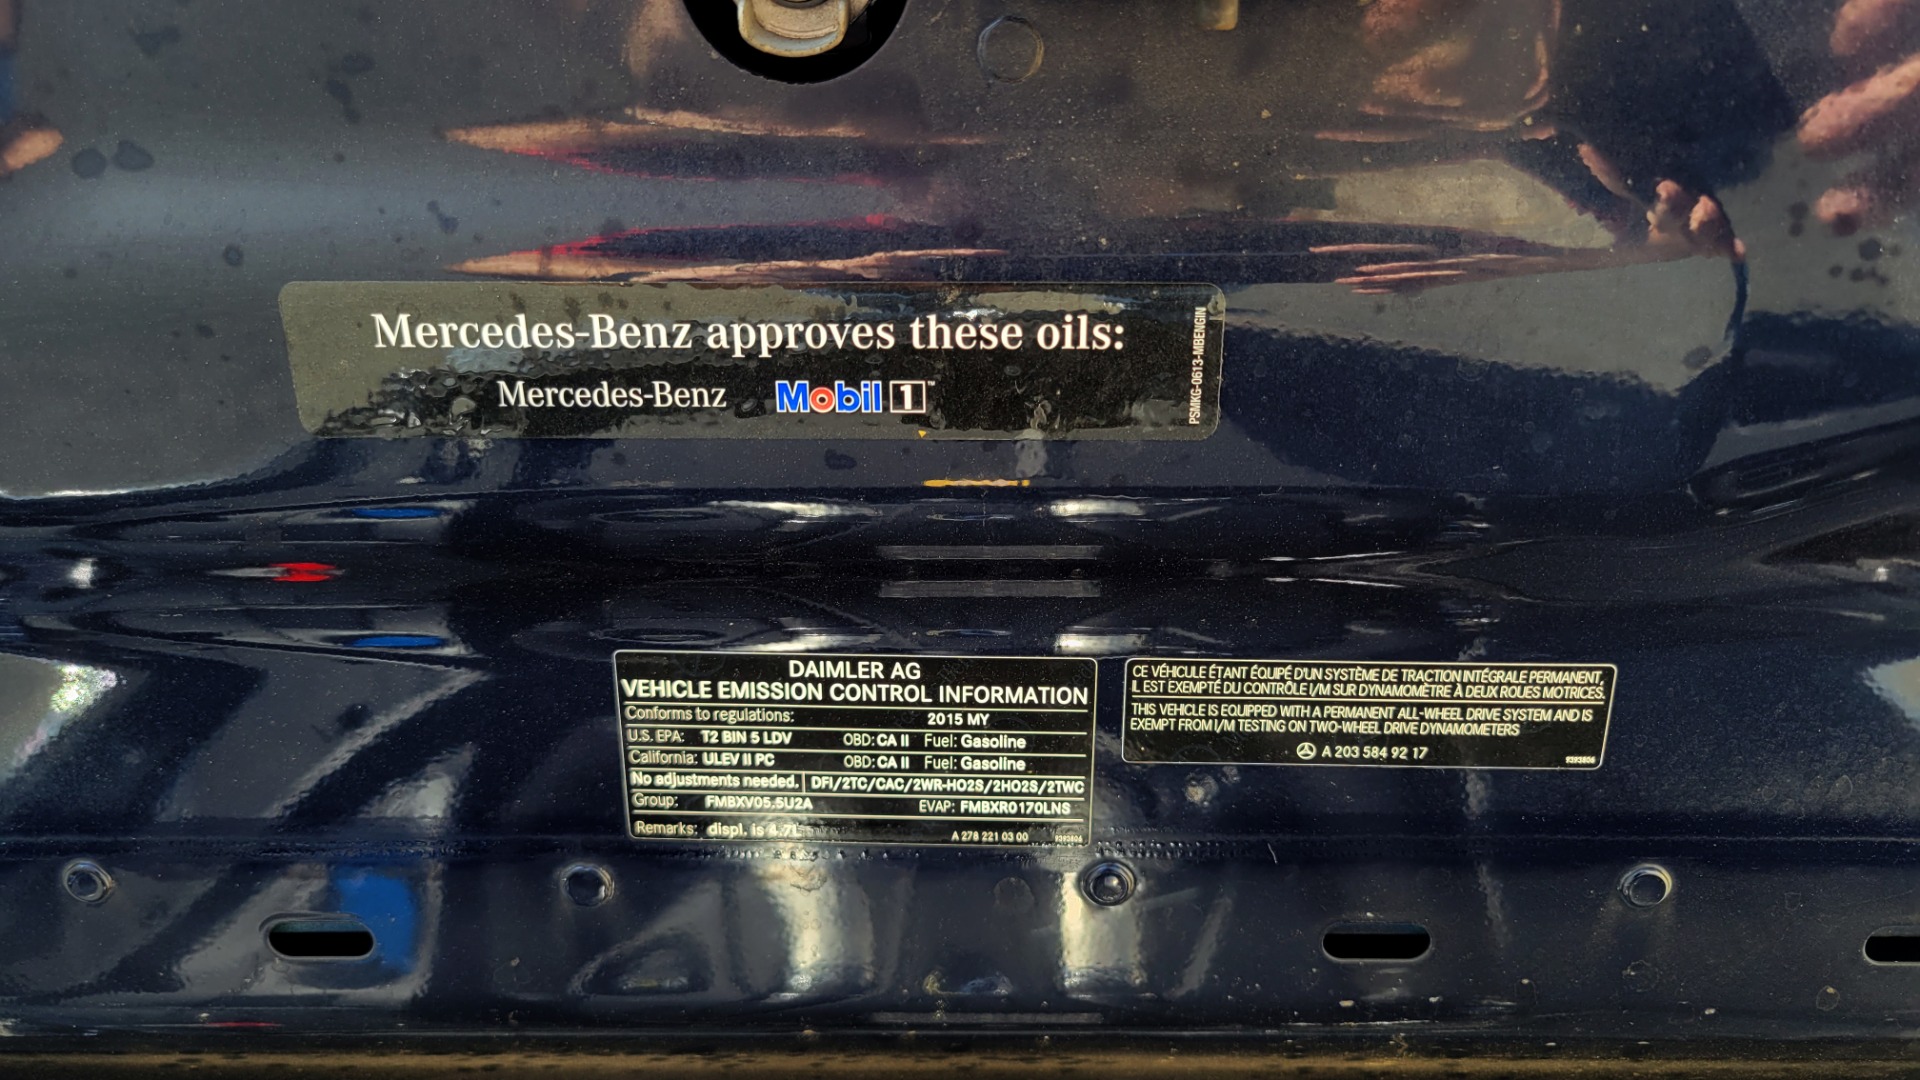 Mercedes-Benz approves these oils:
Mercedes-Benz Mobil 1™
PSMKG-0613-MBENGIN
DAIMLER AG
VEHICLE EMISSION CONTROL INFORMATION
Conforms to regulations: 2015 MY
U.S. EPA: T2 BIN 5 LDV OBD: CA II Fuel: Gasoline
California: ULEV II PC OBD: CA II Fuel: Gasoline
No adjustments needed. DFI/2TC/CAC/2WR-HO2S/2HO2S/2TWC
Group: FMBXV05.5U2A EVAP: FMBXR0170LNS
Remarks: displ. is 4.7L
A 278 221 03 00
CE VÉHICULE ÉTANT ÉQUIPÉ D'UN SYSTÈME DE TRACTION INTÉGRALE PERMANENT,
IL EST EXEMPTÉ DU CONTRÔLE I/M SUR DYNAMOMÈTRE À DEUX ROUES MOTRICES.
THIS VEHICLE IS EQUIPPED WITH A PERMANENT ALL-WHEEL DRIVE SYSTEM AND IS
EXEMPT FROM I/M TESTING ON TWO-WHEEL DRIVE DYNAMOMETERS
A 203 584 92 17